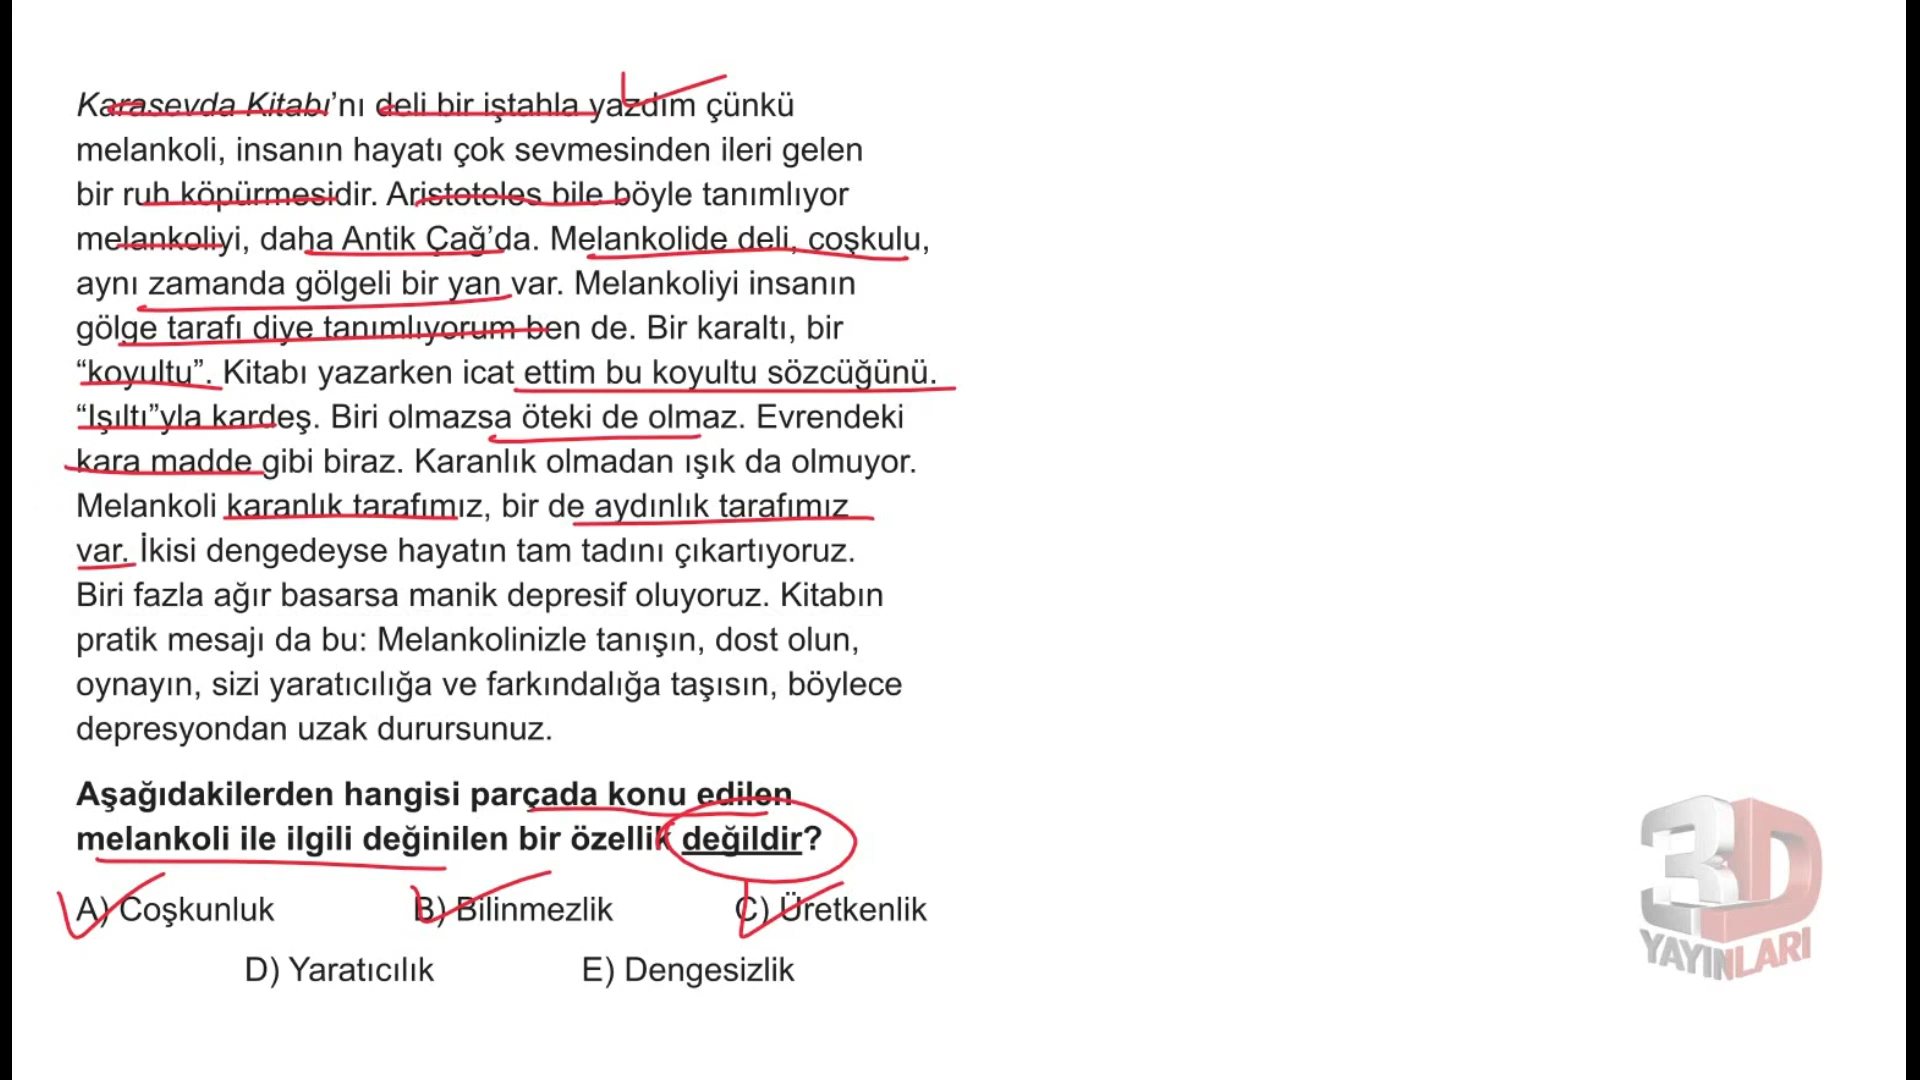 Karasevda Kitabı’nı deli bir iştahla yazdım çünkü
melankoli, insanın hayatı çok sevmesinden ileri gelen
bir ruh köpürmesidir. Aristoteles bile böyle tanımlıyor
melankoliyi, daha Antik Çağ’da. Melankolide deli, coşkulu,
aynı zamanda gölgeli bir yan var. Melankoliyi insanın
gölge tarafı diye tanımlıyorum ben de. Bir karaltı, bir
“koyultu”. Kitabı yazarken icat ettim bu koyultu sözcüğünü.
“Işıltı”yla kardeş. Biri olmazsa öteki de olmaz. Evrendeki
kara madde gibi biraz. Karanlık olmadan ışık da olmuyor.
Melankoli karanlık tarafımız, bir de aydınlık tarafımız
var. İkisi dengedeyse hayatın tam tadını çıkartıyoruz.
Biri fazla ağır basarsa manik depresif oluyoruz. Kitabın
pratik mesajı da bu: Melankolinizle tanışın, dost olun,
oynayın, sizi yaratıcılığa ve farkındalığa taşısın, böylece
depresyondan uzak durursunuz.
Aşağıdakilerden hangisi parçada konu edilen
melankoli ile ilgili değinilen bir özellik değildir?
A) Coşkunluk B) Bilinmezlik C) Üretkenlik
D) Yaratıcılık E) Dengesizlik
3D
YAYINLARI